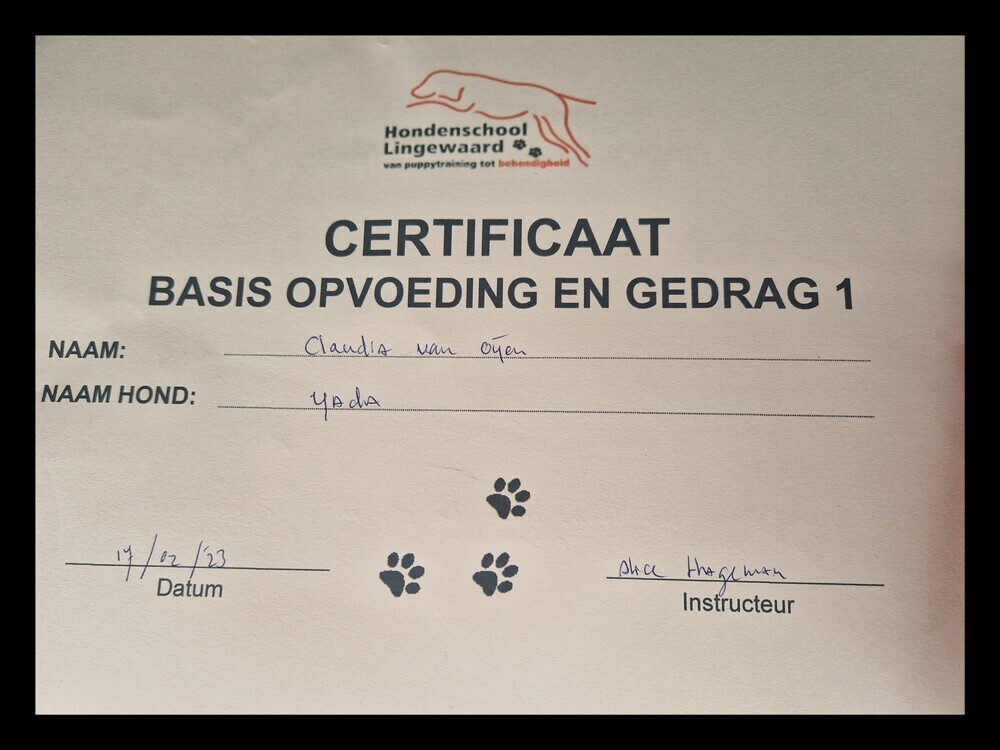 Hondenschool
Lingewaard
van puppytraining tot behendigheid
CERTIFICAAT
BASIS OPVOEDING EN GEDRAG 1
NAAM: Claudia van Oijen
NAAM HOND: Yada
17/02/'23
Datum
Hageman
Instructeur